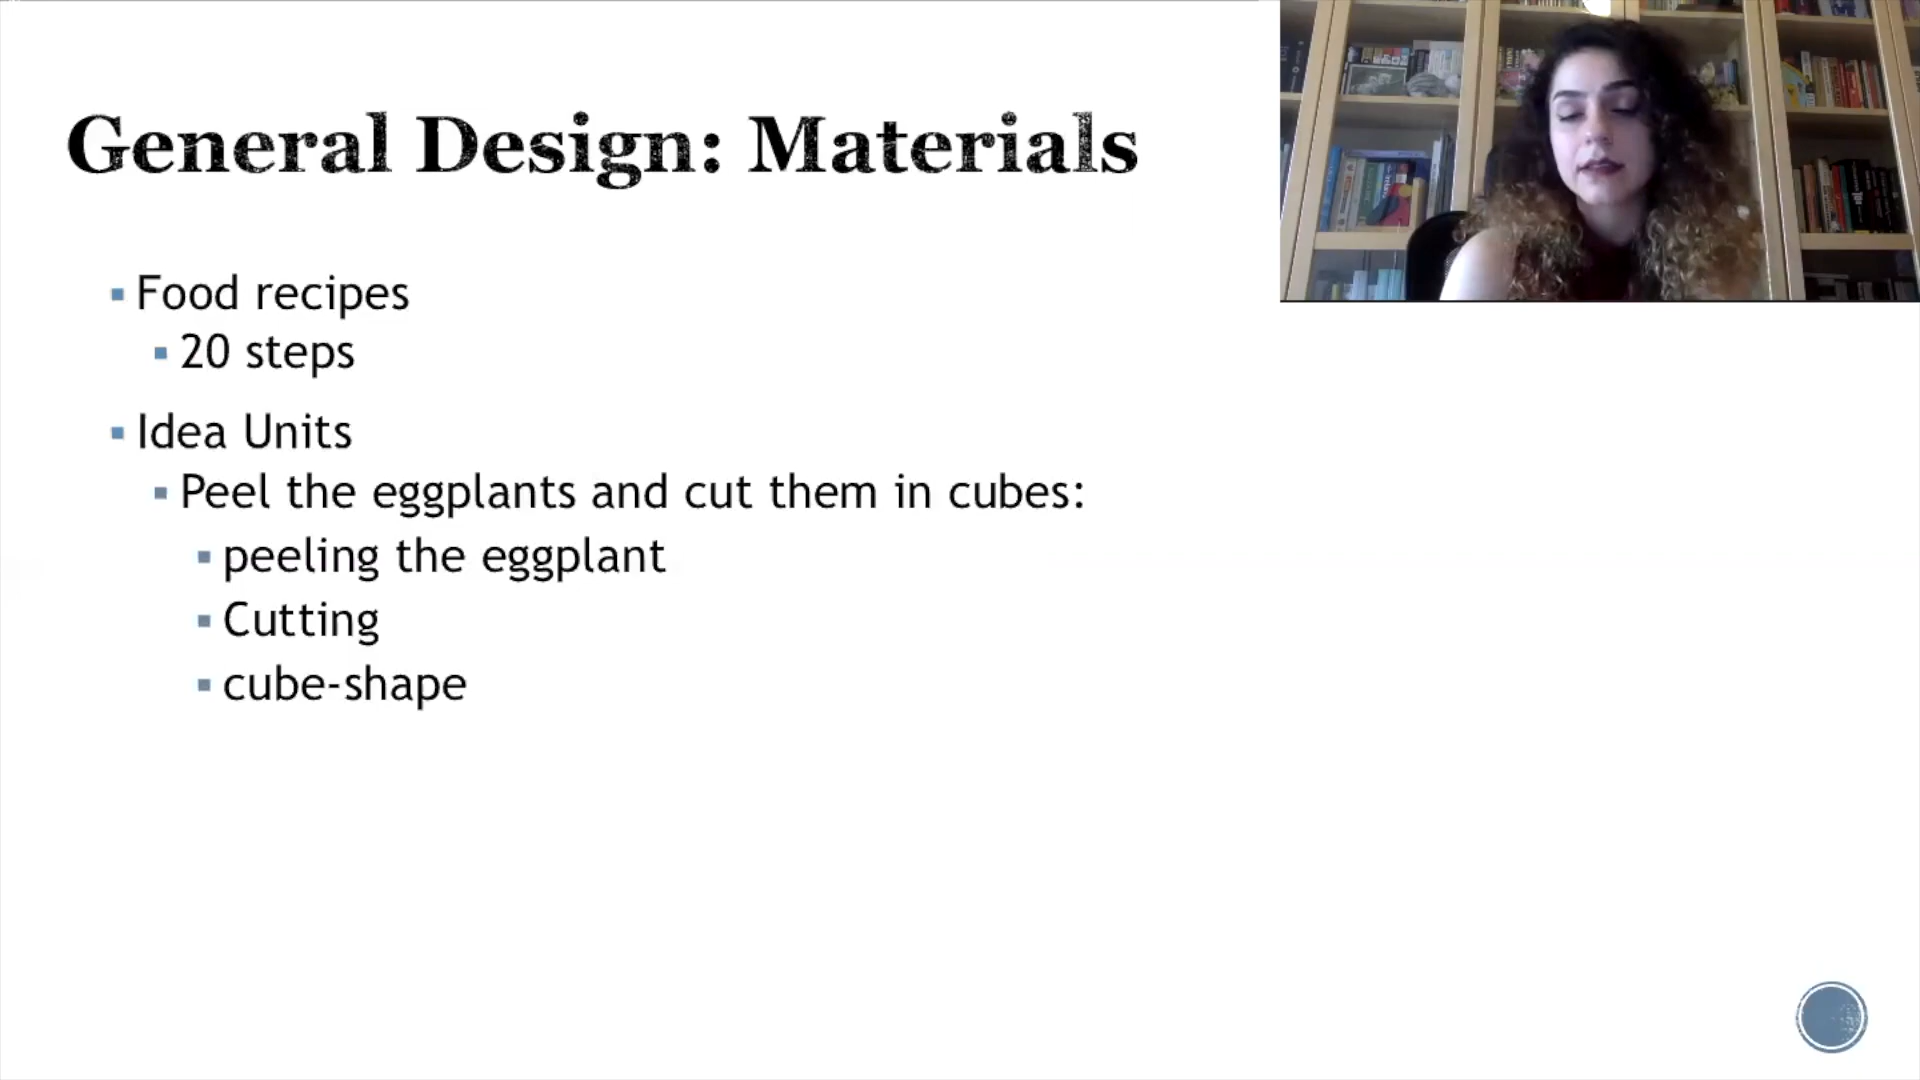 General Design: Materials
Food recipes
20 steps
Idea Units
Peel the eggplants and cut them in cubes:
peeling the eggplant
Cutting
cube-shape